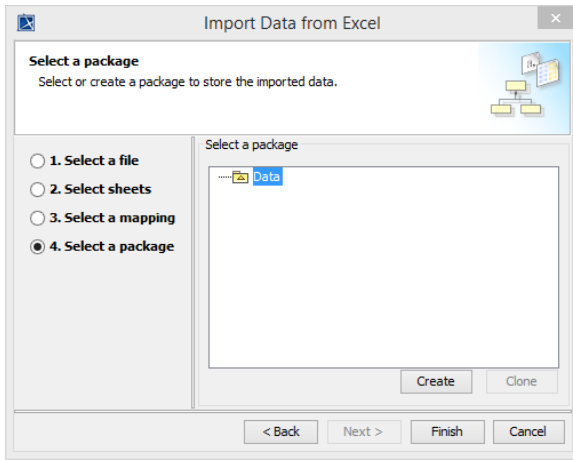 Import Data from Excel
Select a package
Select or create a package to store the imported data.
1. Select a file
2. Select sheets
3. Select a mapping
4. Select a package
Select a package
Data
Create
Clone
< Back
Next >
Finish
Cancel